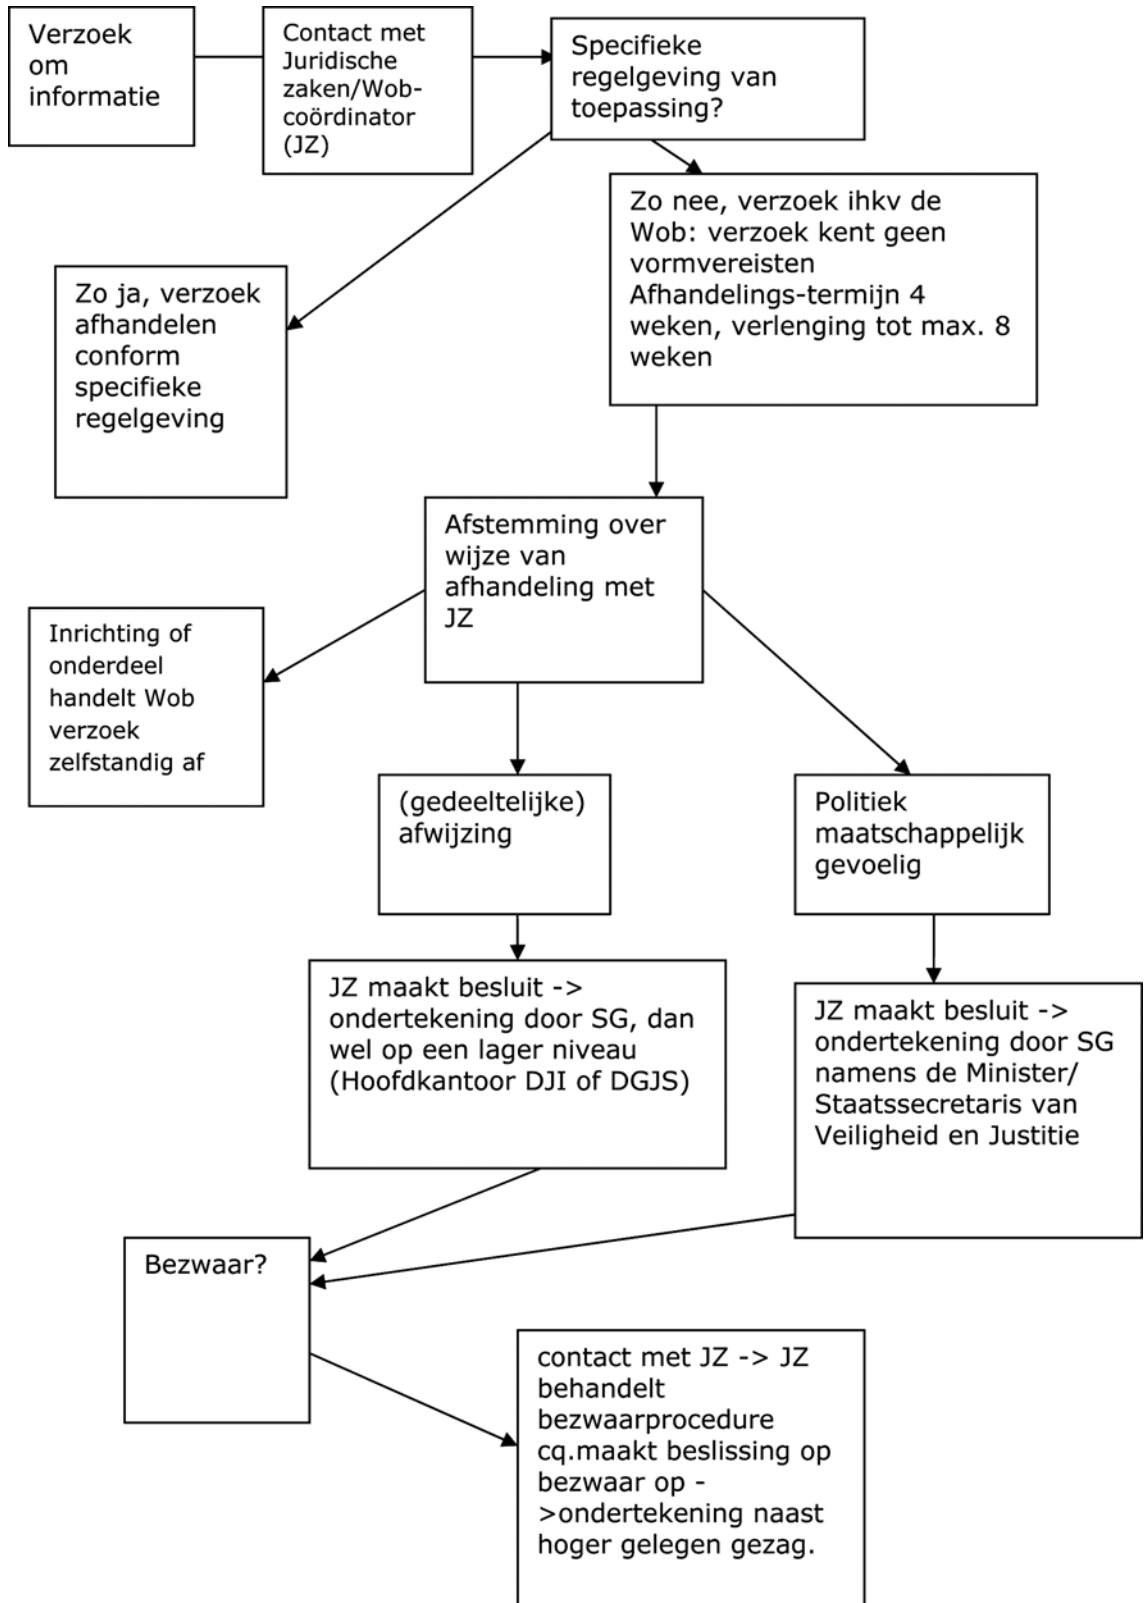 Verzoek
om
informatie
Contact met
Juridische
zaken/Wob-
coördinator
(JZ)
Specifieke
regelgeving van
toepassing?
Zo nee, verzoek ihkv de
Wob: verzoek kent geen
vormvereisten
Afhandelings-termijn 4
weken, verlenging tot max. 8
weken
Zo ja, verzoek
afhandelen
conform
specifieke
regelgeving
Afstemming over
wijze van
afhandeling met
JZ
Inrichting of
onderdeel
handelt Wob
verzoek
zelfstandig af
(gedeeltelijke)
afwijzing
Politiek
maatschappelijk
gevoelig
JZ maakt besluit ->
ondertekening door SG, dan
wel op een lager niveau
(Hoofdkantoor DJI of DGJS)
JZ maakt besluit ->
ondertekening door SG
namens de Minister/
Staatssecretaris van
Veiligheid en Justitie
Bezwaar?
contact met JZ -> JZ
behandelt
bezwaarprocedure
cq.maakt beslissing op
bezwaar op -
>ondertekening naast
hoger gelegen gezag.